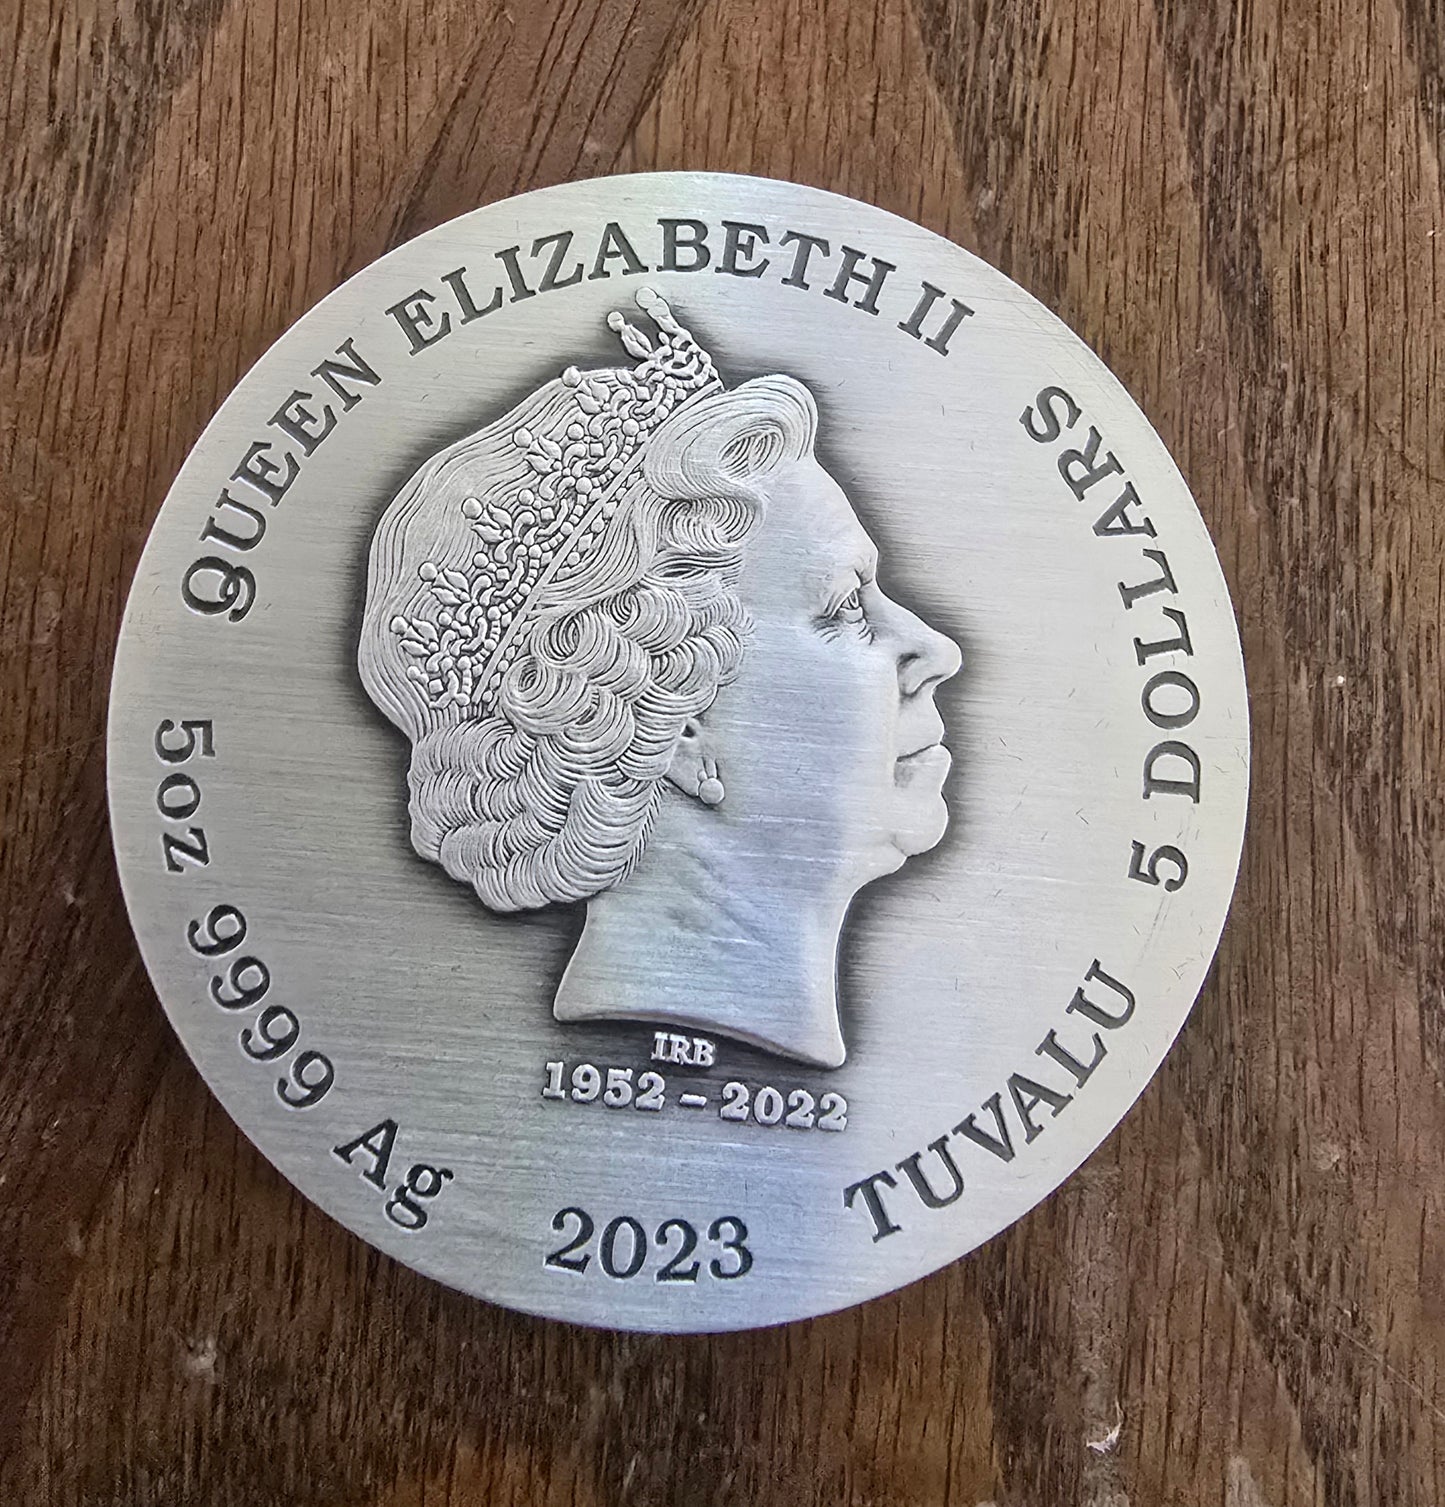 QUEEN ELIZABETH II
5 DOLLARS
TUVALU
2023
5oz 9999 Ag
IRB
1952 - 2022